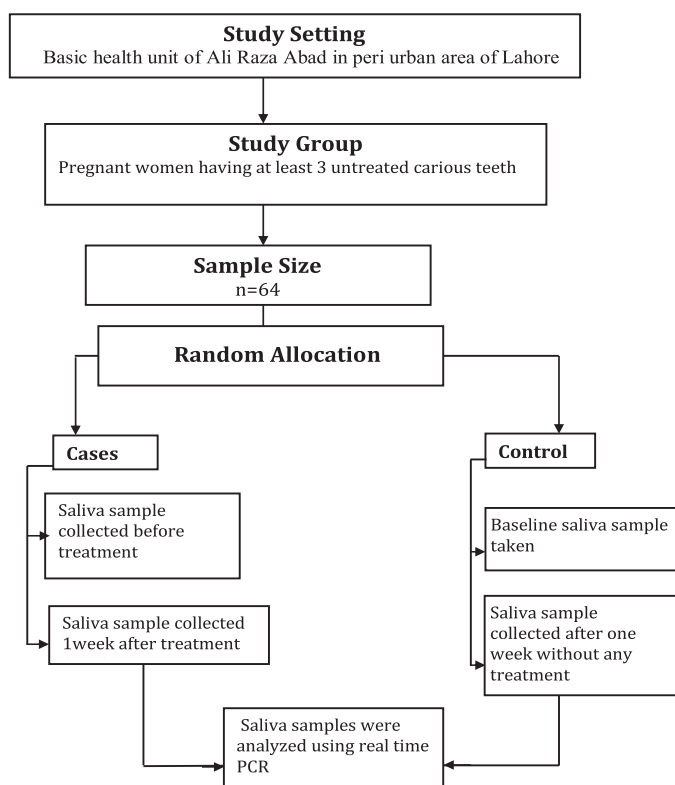 Study Setting
Basic health unit of Ali Raza Abad in peri urban area of Lahore
Study Group
Pregnant women having at least 3 untreated carious teeth
Sample Size
n=64
Random Allocation
Cases
Saliva sample
collected before
treatment
Saliva sample collected
1week after treatment
Control
Baseline saliva sample
taken
Saliva sample
collected after one
week without any
treatment
Saliva samples were
analyzed using real time
PCR